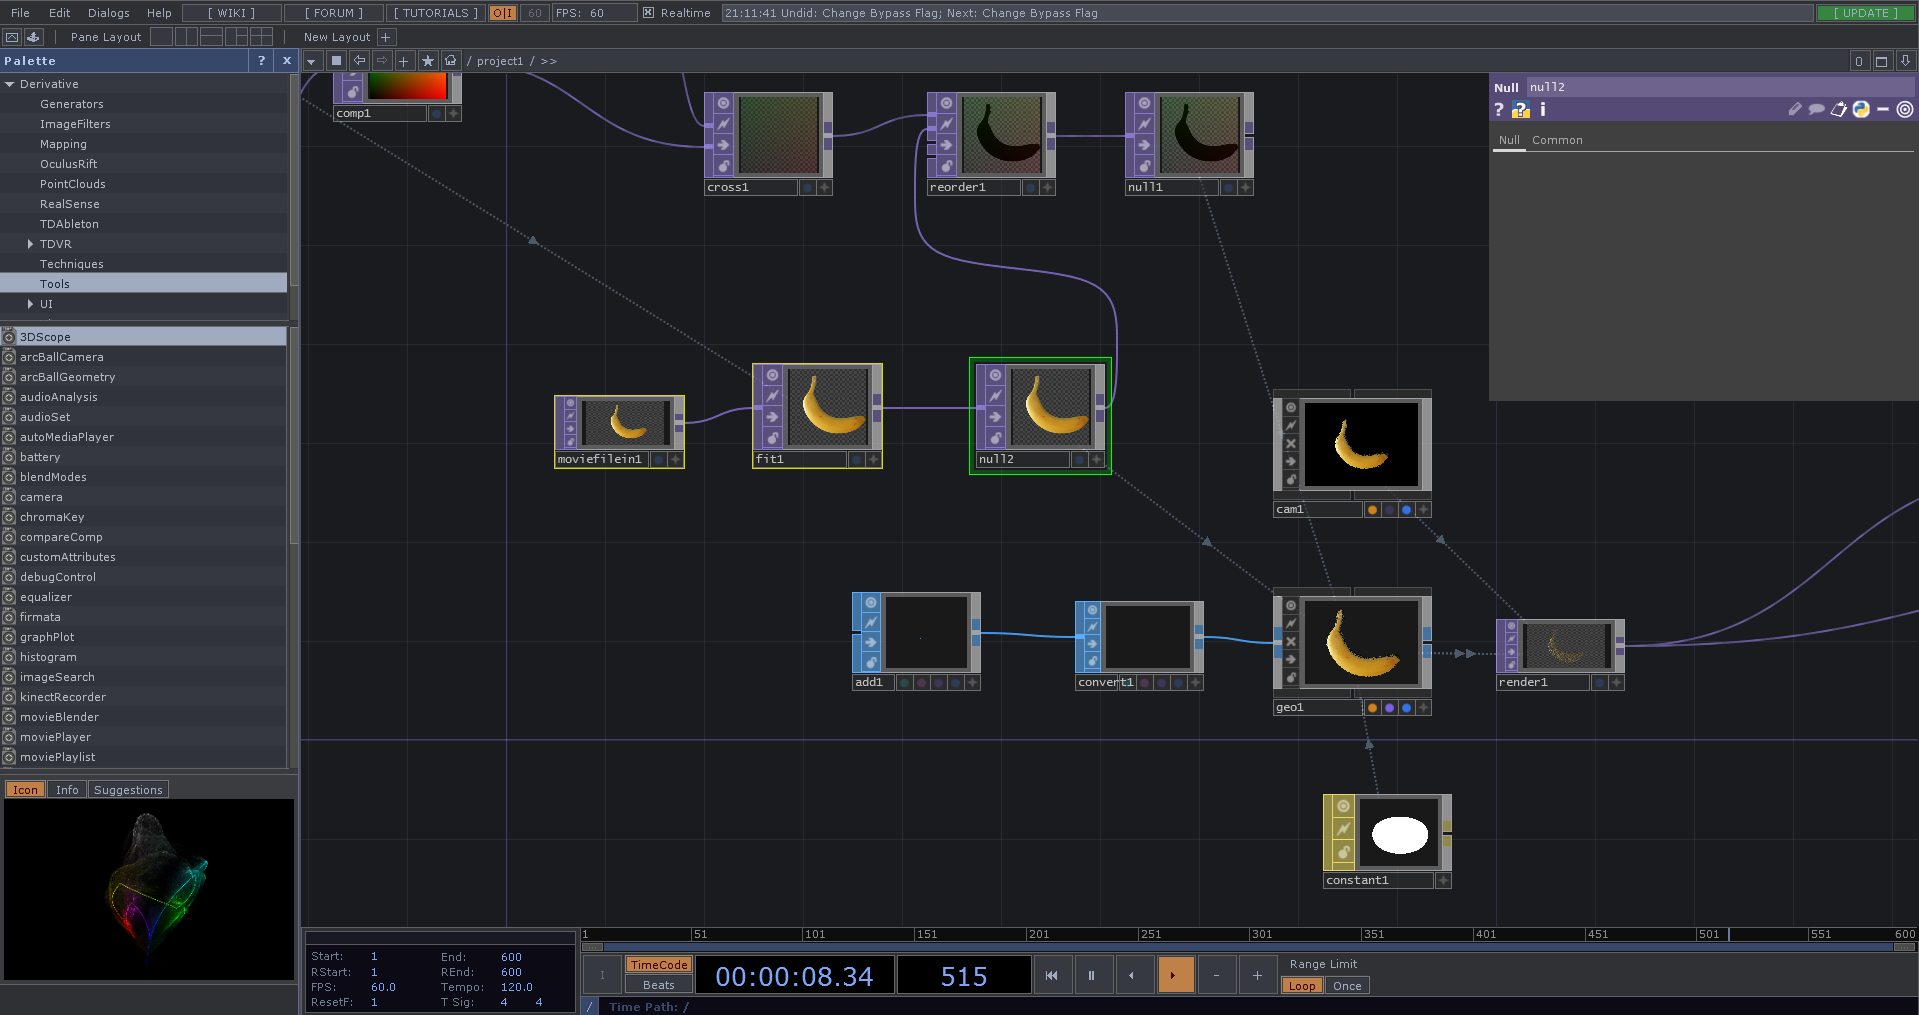 File Edit Dialogs Help [ WIKI ] [ FORUM ] [ TUTORIALS ] O|I 60 FPS: 60 Realtime 21:11:41 Undid: Change Bypass Flag; Next: Change Bypass Flag [ UPDATE ]
Pane Layout New Layout +
Palette ? x / project1 / >> 0
Derivative
Generators
ImageFilters
Mapping
OculusRift
PointClouds
RealSense
TDAbleton
TDVR
Techniques
Tools
UI
3DScope
arcBallCamera
arcBallGeometry
audioAnalysis
audioSet
autoMediaPlayer
battery
blendModes
camera
chromaKey
compareComp
customAttributes
debugControl
equalizer
firmata
graphPlot
histogram
imageSearch
kinectRecorder
movieBlender
moviePlayer
moviePlaylist
Icon Info Suggestions
comp1
cross1
reorder1
null1
moviefilein1
fit1
null2
cam1
add1
convert1
geo1
render1
constant1
Null null2
? ? i
Null Common
Start: 1 End: 600
RStart: 1 REnd: 600
FPS: 60.0 Tempo: 120.0
ResetF: 1 T Sig: 4 4
1 51 101 151 201 251 301 351 401 451 501 551 600
TimeCode
Beats
00:00:08.34 515
- +
Range Limit
Loop Once
/ Time Path: /